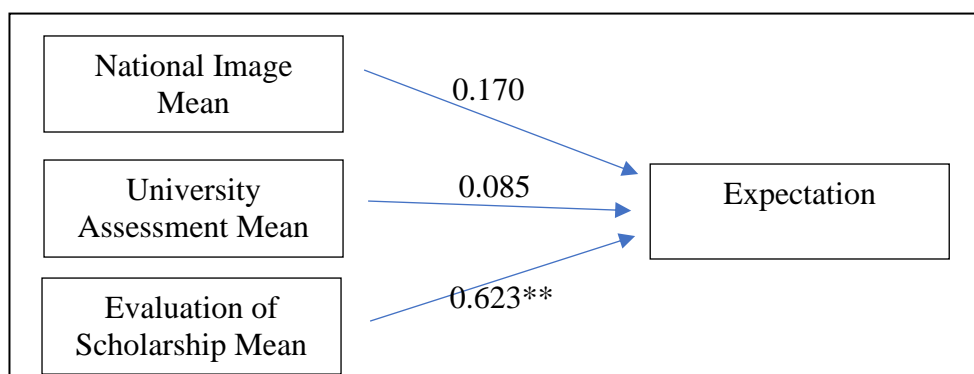 National Image
Mean
0.170
University
Assessment Mean
0.085
Expectation
Evaluation of
Scholarship Mean
0.623**